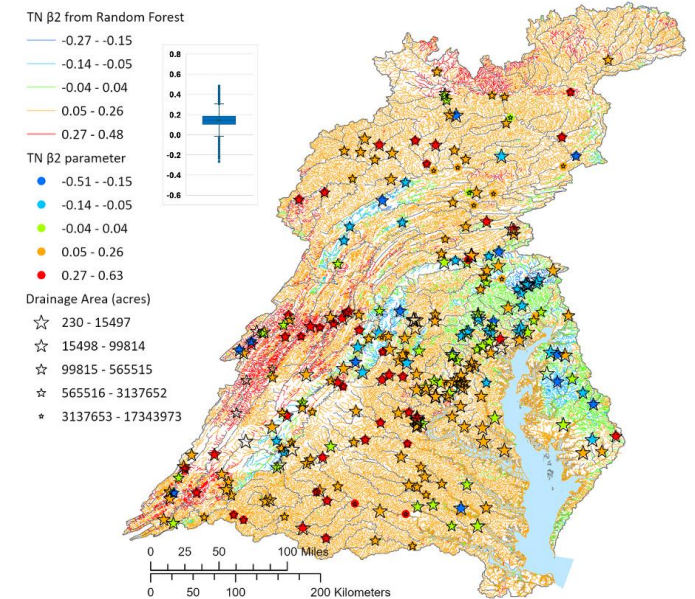 TN β2 from Random Forest
-0.27 - -0.15
-0.14 - -0.05
-0.04 - 0.04
0.05 - 0.26
0.27 - 0.48
0.8
0.6
0.4
0.2
0.0
-0.2
-0.4
-0.6
TN β2 parameter
-0.51 - -0.15
-0.14 - -0.05
-0.04 - 0.04
0.05 - 0.26
0.27 - 0.63
Drainage Area (acres)
230 - 15497
15498 - 99814
99815 - 565515
565516 - 3137652
3137653 - 17343973
0 25 50 100 Miles
0 50 100 200 Kilometers